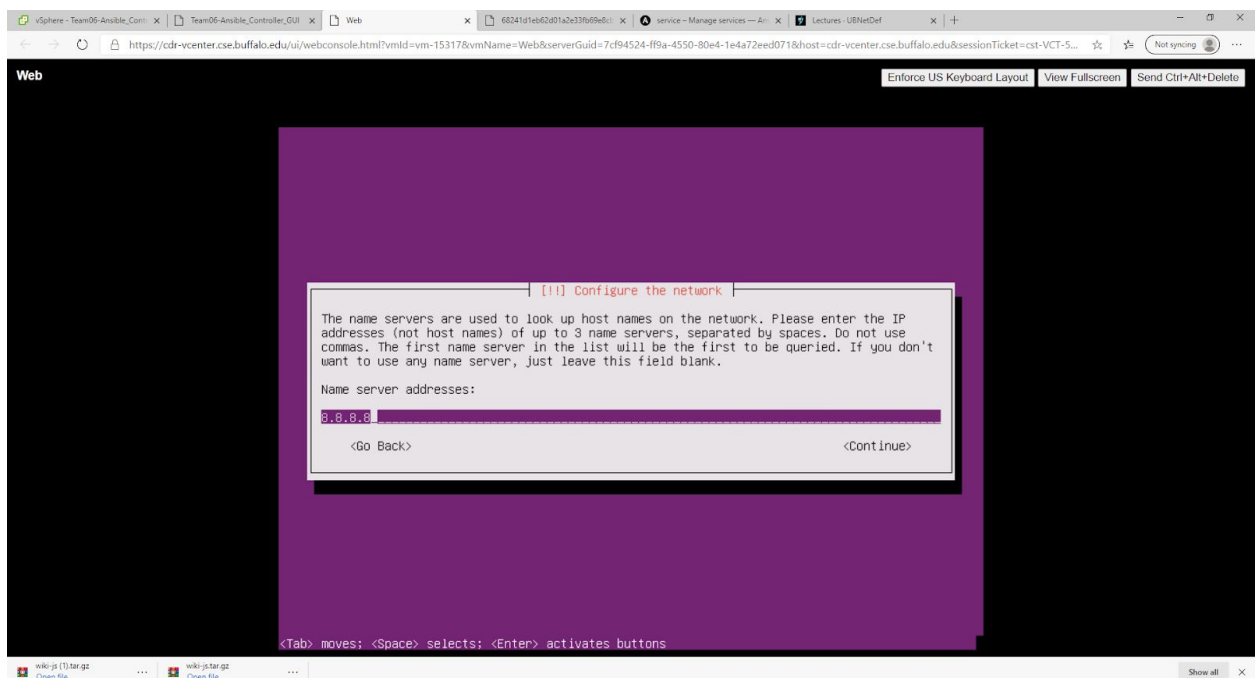 vSphere - Team06-Ansible_Cont
Team06-Ansible_Controller_GUI
Web
68241d1eb62d01a2e33fb69e8c
service – Manage services — An
Lectures - UBNetDef
https://cdr-vcenter.cse.buffalo.edu/ui/webconsole.html?vmId=vm-15317&vmName=Web&serverGuid=7cf94524-ff9a-4550-80e4-1e4a72eed071&host=cdr-vcenter.cse.buffalo.edu&sessionTicket=cst-VCT-5...
Not syncing
Web
Enforce US Keyboard Layout
View Fullscreen
Send Ctrl+Alt+Delete
[!!] Configure the network
The name servers are used to look up host names on the network. Please enter the IP
addresses (not host names) of up to 3 name servers, separated by spaces. Do not use
commas. The first name server in the list will be the first to be queried. If you don't
want to use any name server, just leave this field blank.
Name server addresses:
8.8.8.8
<Go Back>
<Continue>
<Tab> moves; <Space> selects; <Enter> activates buttons
wiki-js (1).tar.gz
Open file
wiki-js.tar.gz
Open file
Show all